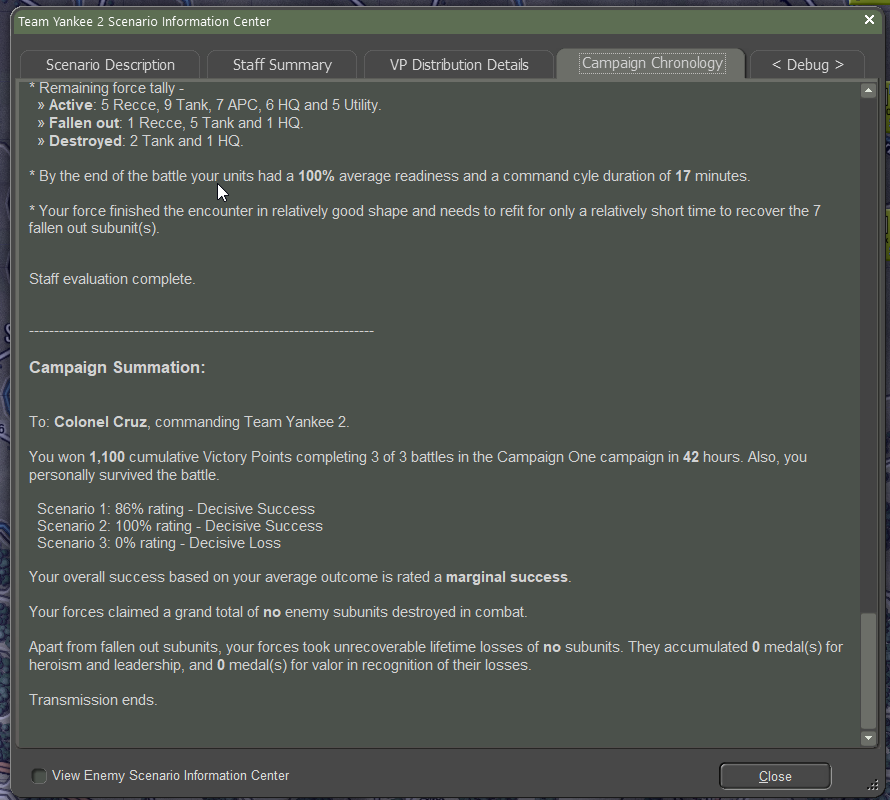 Team Yankee 2 Scenario Information Center
Scenario Description
Staff Summary
VP Distribution Details
Campaign Chronology
< Debug >
* Remaining force tally -
» Active: 5 Recce, 9 Tank, 7 APC, 6 HQ and 5 Utility.
» Fallen out: 1 Recce, 5 Tank and 1 HQ.
» Destroyed: 2 Tank and 1 HQ.
* By the end of the battle your units had a 100% average readiness and a command cyle duration of 17 minutes.
* Your force finished the encounter in relatively good shape and needs to refit for only a relatively short time to recover the 7
fallen out subunit(s).
Staff evaluation complete.
---------------------------------------------------------------------
Campaign Summation:
To: Colonel Cruz, commanding Team Yankee 2.
You won 1,100 cumulative Victory Points completing 3 of 3 battles in the Campaign One campaign in 42 hours. Also, you
personally survived the battle.
Scenario 1: 86% rating - Decisive Success
Scenario 2: 100% rating - Decisive Success
Scenario 3: 0% rating - Decisive Loss
Your overall success based on your average outcome is rated a marginal success.
Your forces claimed a grand total of no enemy subunits destroyed in combat.
Apart from fallen out subunits, your forces took unrecoverable lifetime losses of no subunits. They accumulated 0 medal(s) for
heroism and leadership, and 0 medal(s) for valor in recognition of their losses.
Transmission ends.
View Enemy Scenario Information Center
Close